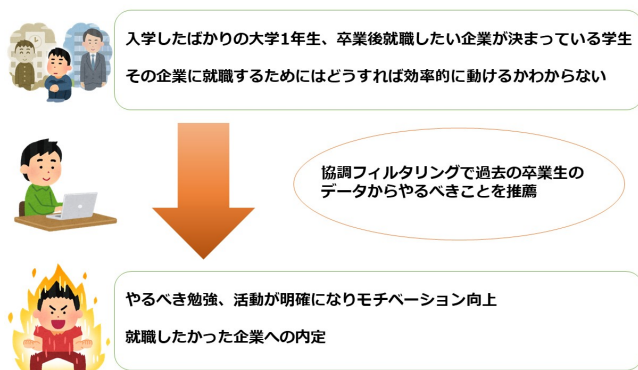 入学したばかりの大学1年生、卒業後就職したい企業が決まっている学生
その企業に就職するためにはどうすれば効率的に動けるかわからない
協調フィルタリングで過去の卒業生の
データからやるべきことを推薦
やるべき勉強、活動が明確になりモチベーション向上
就職したかった企業への内定